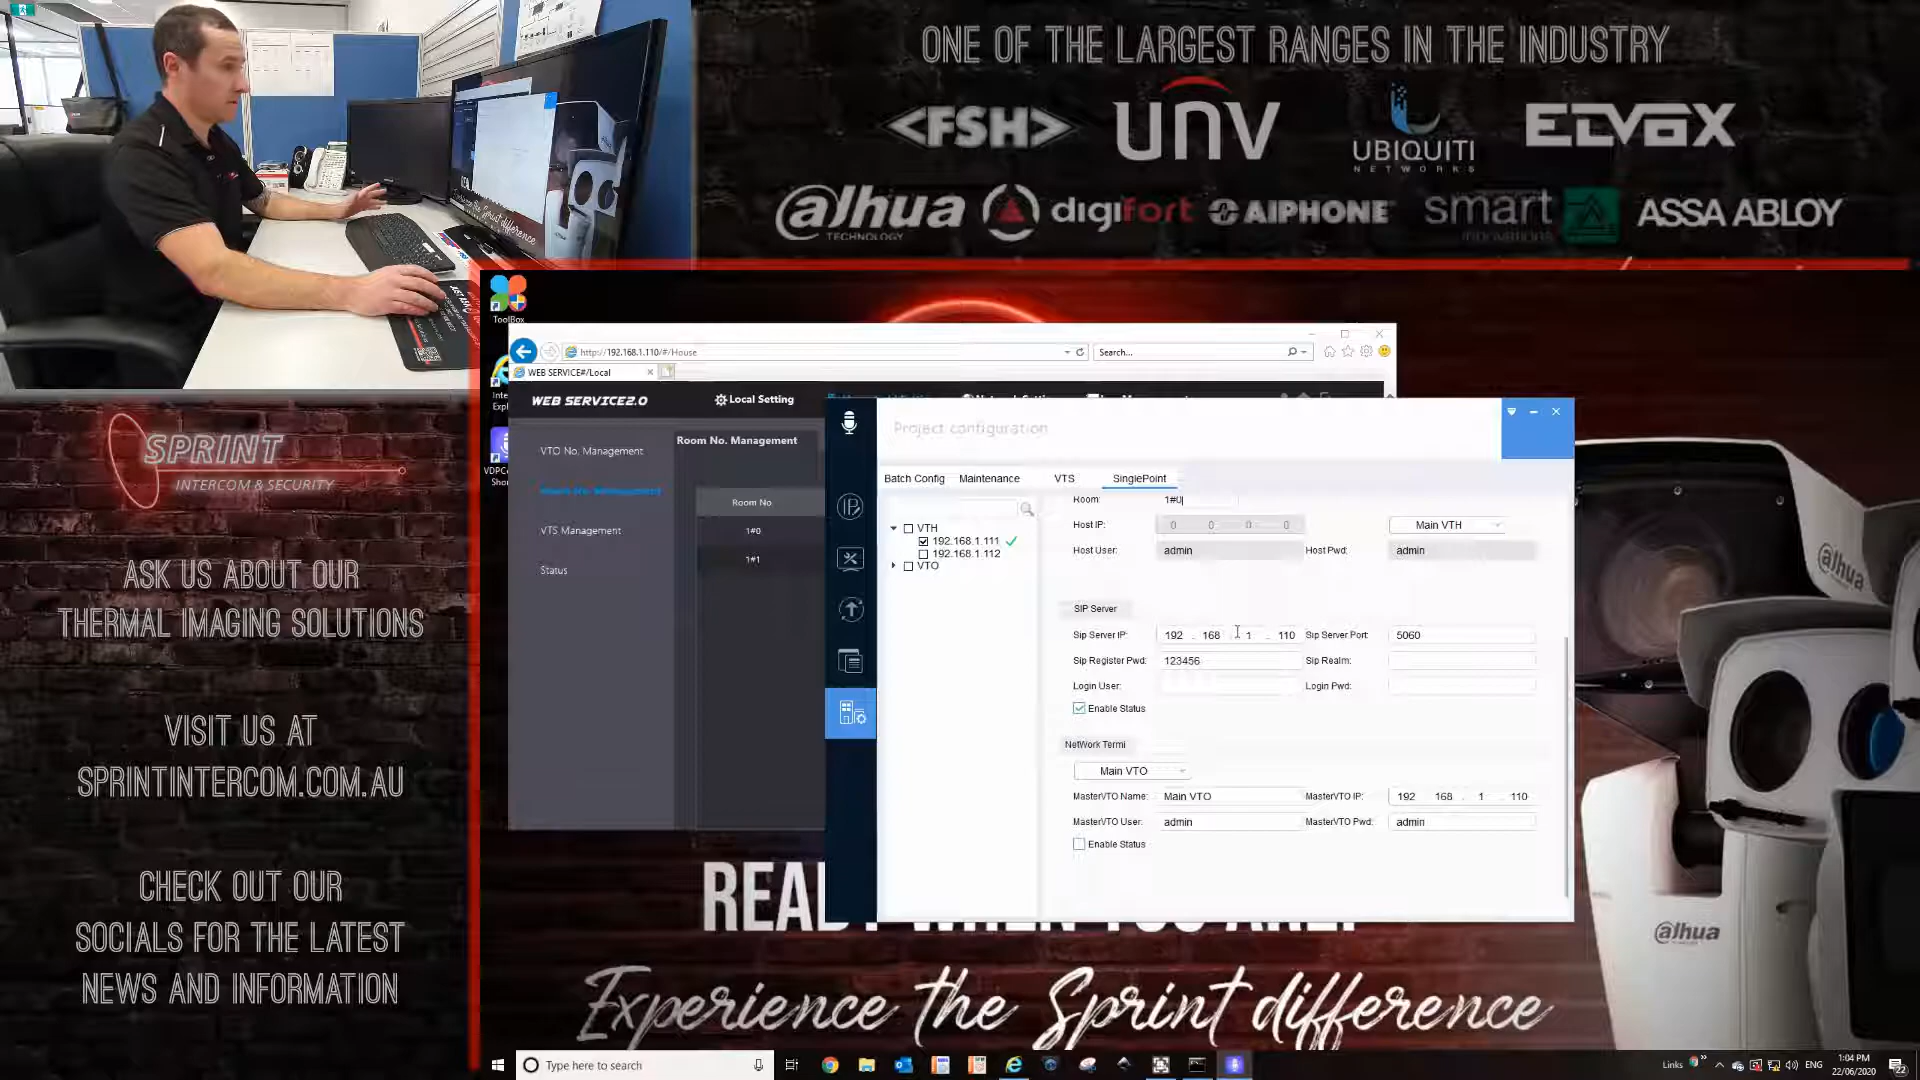 ONE OF THE LARGEST RANGES IN THE INDUSTRY
<FSH>
UNV
UBIQUITI
NETWORKS
ELVOX
alhua
TECHNOLOGY
digifort
AIPHONE
smart
ASSA ABLOY
SPRINT
INTERCOM & SECURITY
ASK US ABOUT OUR
THERMAL IMAGING SOLUTIONS
VISIT US AT
SPRINTINTERCOM.COM.AU
CHECK OUT OUR
SOCIALS FOR THE LATEST
NEWS AND INFORMATION
ToolBox
http://192.168.1.110/#/House
Search...
WEB SERVICE#/Local
WEB SERVICE2.0
Local Setting
VTO No. Management
Room No. Management
VTS Management
Status
Room No. Management
Room No
1#0
1#1
Project configuration
Batch Config
Maintenance
VTS
SinglePoint
VTH
192.168.1.111
192.168.1.112
VTO
Room: 1#0
Host IP: 0 . 0 . 0 . 0 Main VTH
Host User: admin Host Pwd: admin
SIP Server
Sip Server IP: 192 . 168 . 1 . 110 Sip Server Port: 5060
Sip Register Pwd: 123456 Sip Realm:
Login User: Login Pwd:
Enable Status
NetWork Termi
Main VTO
MasterVTO Name: Main VTO MasterVTO IP: 192 . 168 . 1 . 110
MasterVTO User: admin MasterVTO Pwd: admin
Enable Status
alhua
alhua
Experience the Sprint difference
Type here to search
Links
ENG
1:04 PM
22/06/2020
22